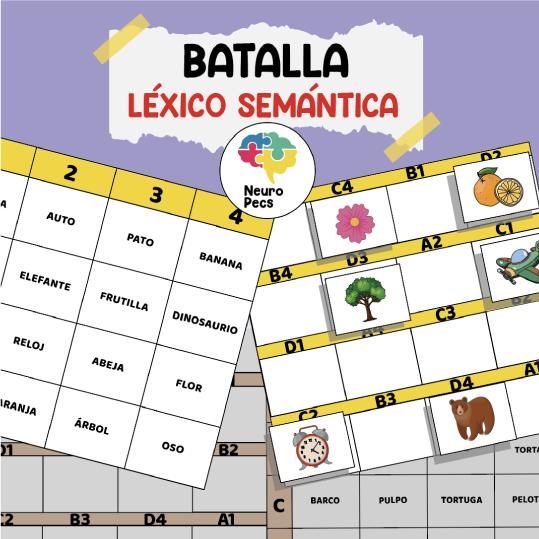 BATALLA
LÉXICO SEMÁNTICA
Neuro
Pecs
2
3
4
AUTO
PATO
BANANA
ELEFANTE
FRUTILLA
DINOSAURIO
RELOJ
ABEJA
FLOR
ARANJA
ÁRBOL
OSO
C4
B1
D2
B4
D3
A2
C1
D1
A4
C3
B2
C2
B3
D4
A1
D1
B2
C2
B3
D4
A1
TORTA
C
BARCO
PULPO
TORTUGA
PELOT